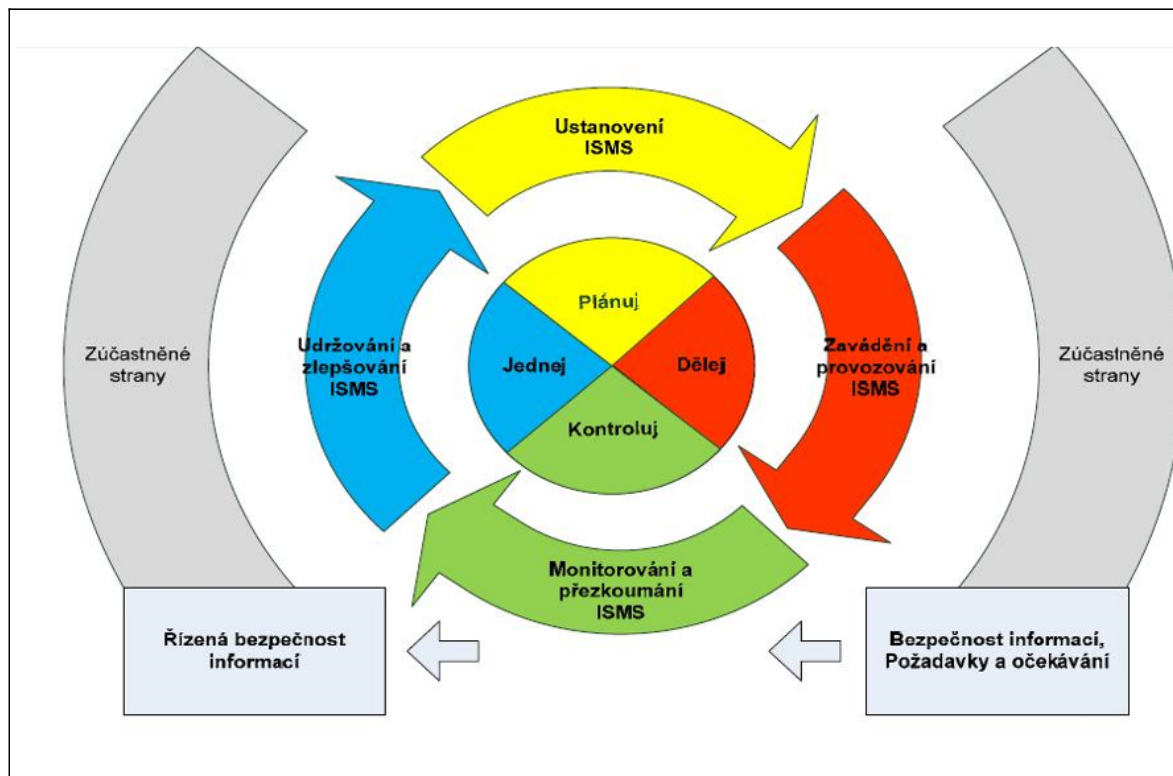 Ustanovení
ISMS
Plánuj
Zúčastněné
strany
Udržování a
zlepšování
ISMS
Jednej
Dělej
Zavádění a
provozování
ISMS
Zúčastněné
strany
Kontroluj
Monitorování a
přezkoumání
ISMS
Řízená bezpečnost
informací
Bezpečnost informací,
Požadavky a očekávání